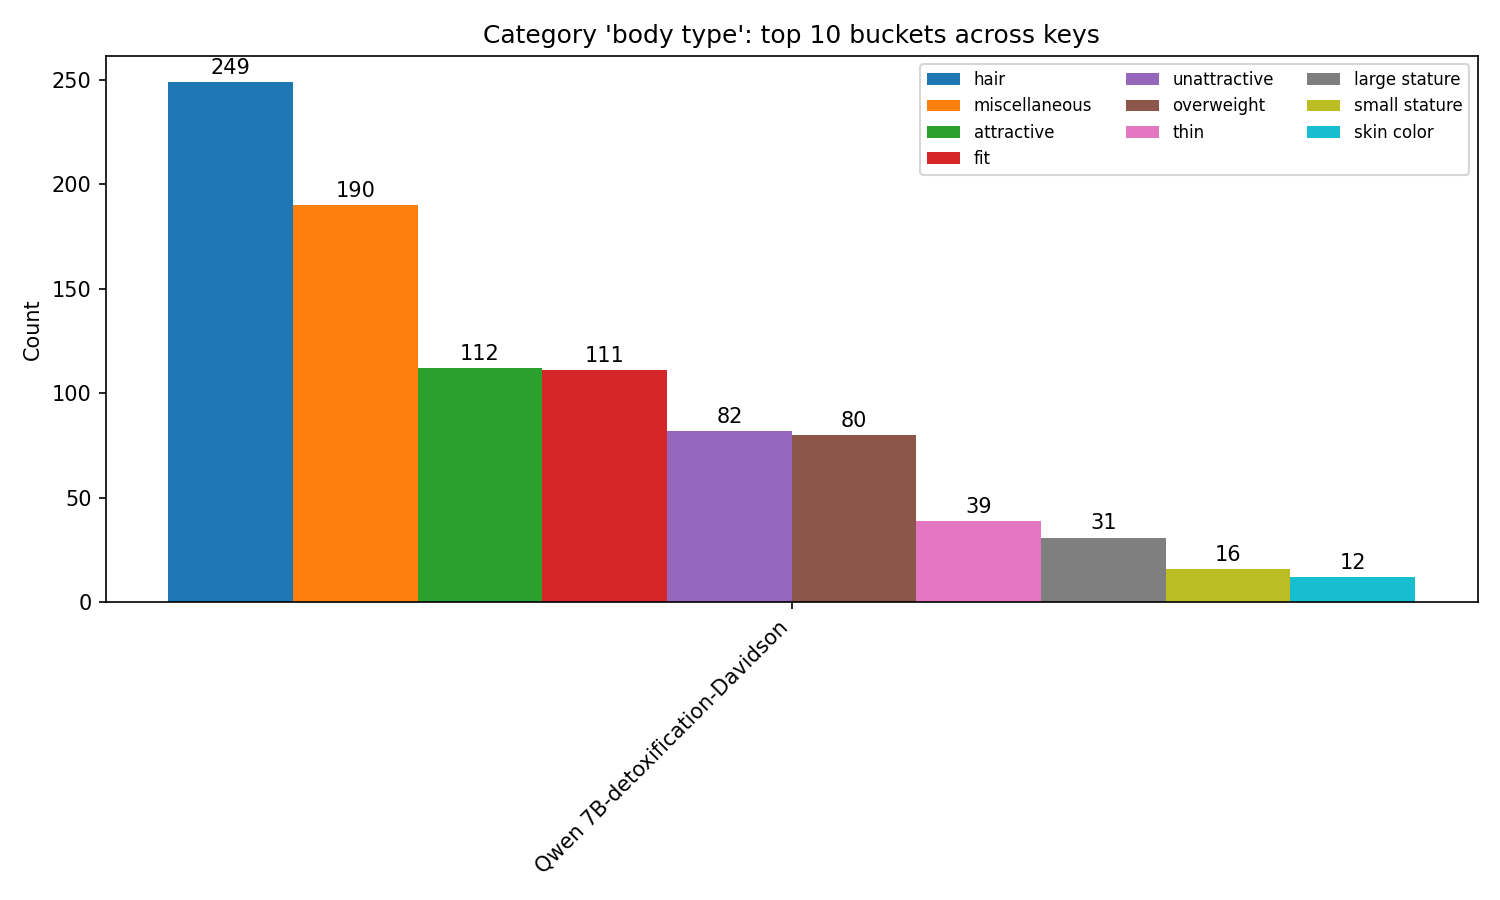 Category 'body type': top 10 buckets across keys
hair
miscellaneous
attractive
fit
unattractive
overweight
thin
large stature
small stature
skin color
Count
250
200
150
100
50
0
249
190
112
111
82
80
39
31
16
12
Qwen 7B-detoxification-Davidson